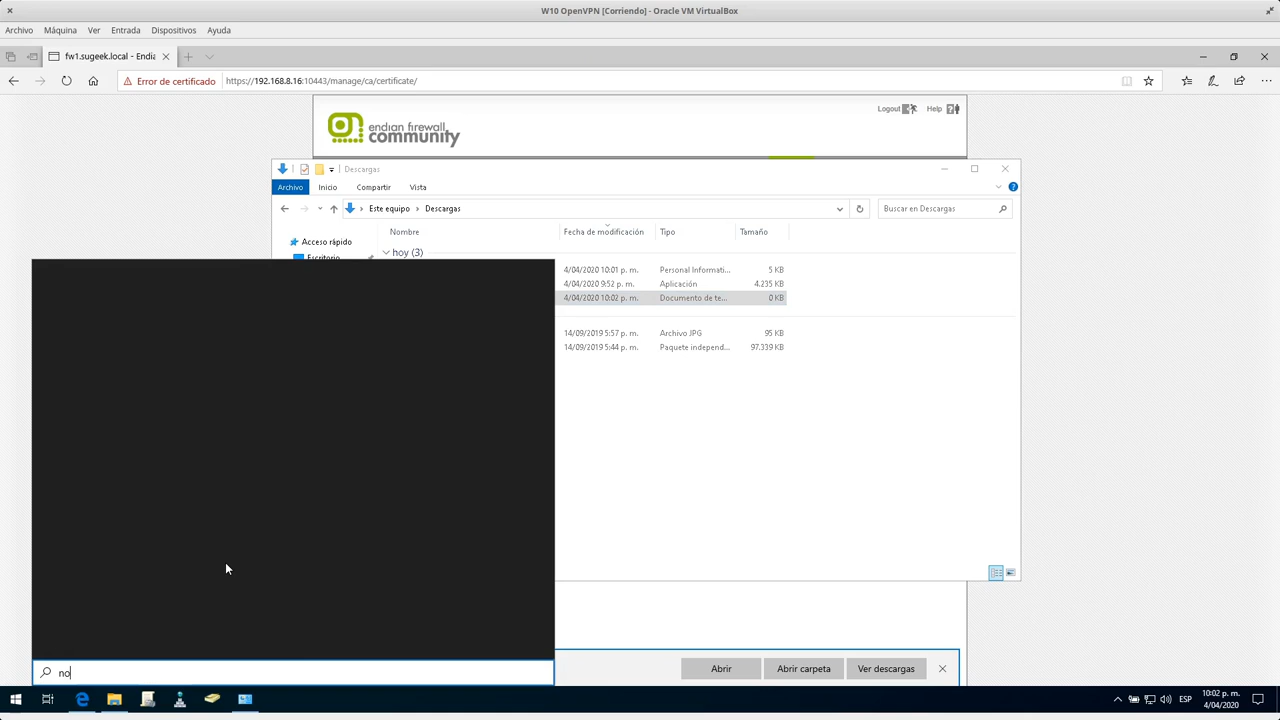 W10 OpenVPN [Corriendo] - Oracle VM VirtualBox
Archivo Máquina Ver Entrada Dispositivos Ayuda
fw1.sugeek.local - Endia
Error de certificado https://192.168.8.16:10443/manage/ca/certificate/
Logout Help
endian firewall
community
Descargas
Archivo Inicio Compartir Vista
Este equipo Descargas Buscar en Descargas
Nombre Fecha de modificación Tipo Tamaño
Acceso rápido
hoy (3)
Escritorio
4/04/2020 10:01 p. m. Personal Informati... 5 KB
4/04/2020 9:52 p. m. Aplicación 4.235 KB
4/04/2020 10:02 p. m. Documento de te... 0 KB
14/09/2019 5:57 p. m. Archivo JPG 95 KB
14/09/2019 5:44 p. m. Paquete independ... 97.339 KB
no
Abrir Abrir carpeta Ver descargas
ESP
10:02 p. m.
4/04/2020